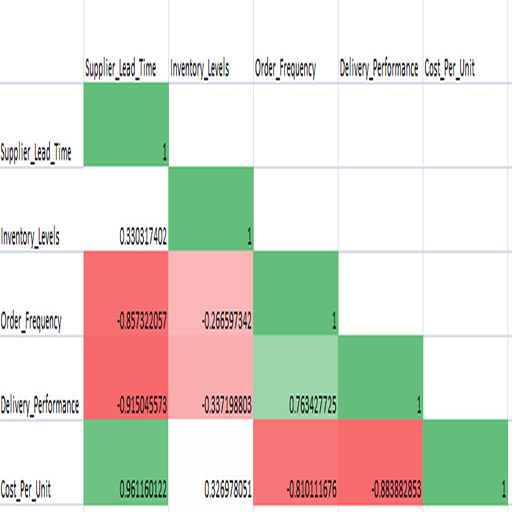 Supplier_Lead_Time Inventory_Levels Order_Frequency Delivery_Performance Cost_Per_Unit
Supplier_Lead_Time 1
Inventory_Levels 0.330317402 1
Order_Frequency -0.857322057 -0.266597342 1
Delivery_Performance -0.915045573 -0.337198803 0.763427725 1
Cost_Per_Unit 0.961160122 0.326978051 -0.810111676 -0.883882853 1